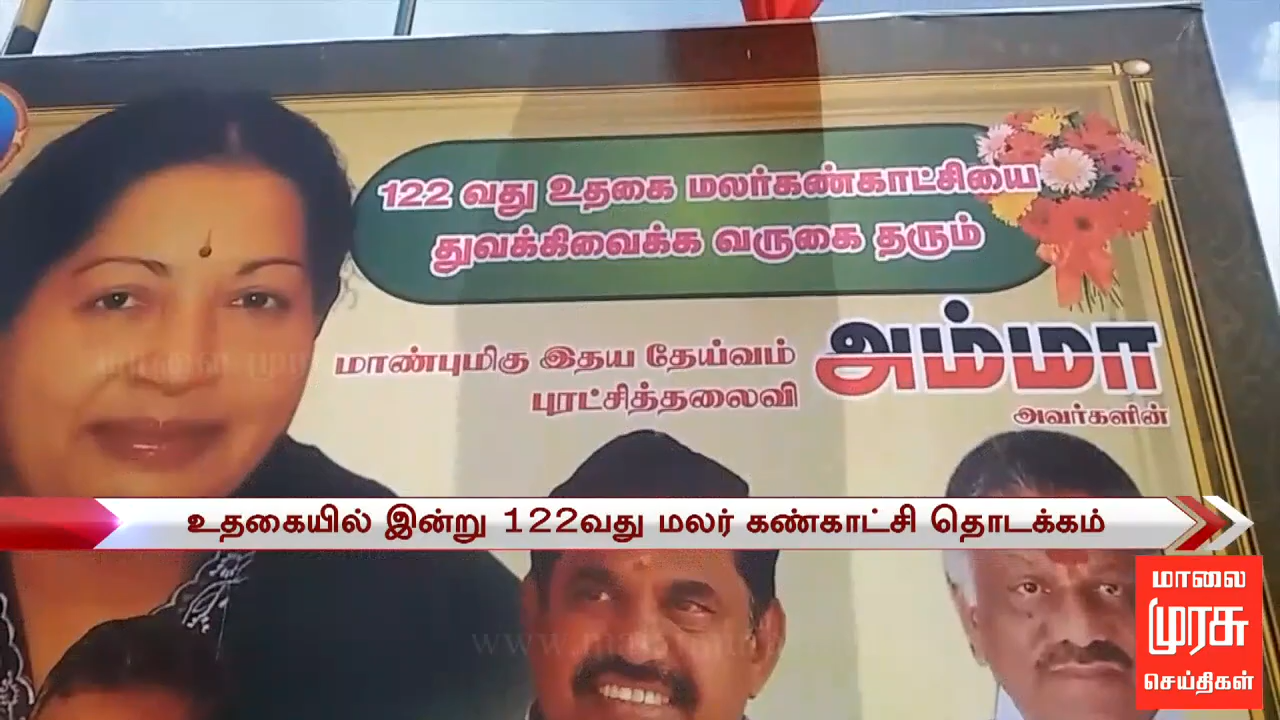 122 வது உதகை மலர்கண்காட்சியை
துவக்கிவைக்க வருகை தரும்
மாண்புமிகு இதய தேய்வம்
புரட்சித்தலைவி
அம்மா
அவர்களின்
உதகையில் இன்று 122வது மலர் கண்காட்சி தொடக்கம்
மாலை
முரசு
செய்திகள்